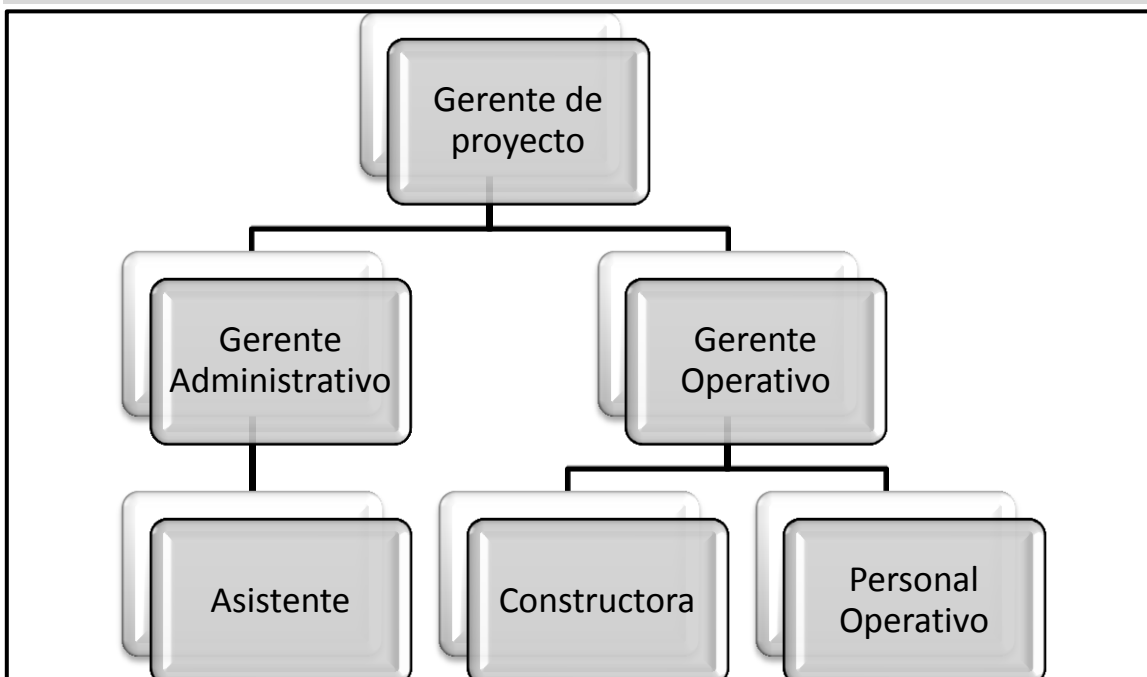 Gerente de
proyecto
Gerente
Administrativo
Gerente
Operativo
Asistente
Constructora
Personal
Operativo